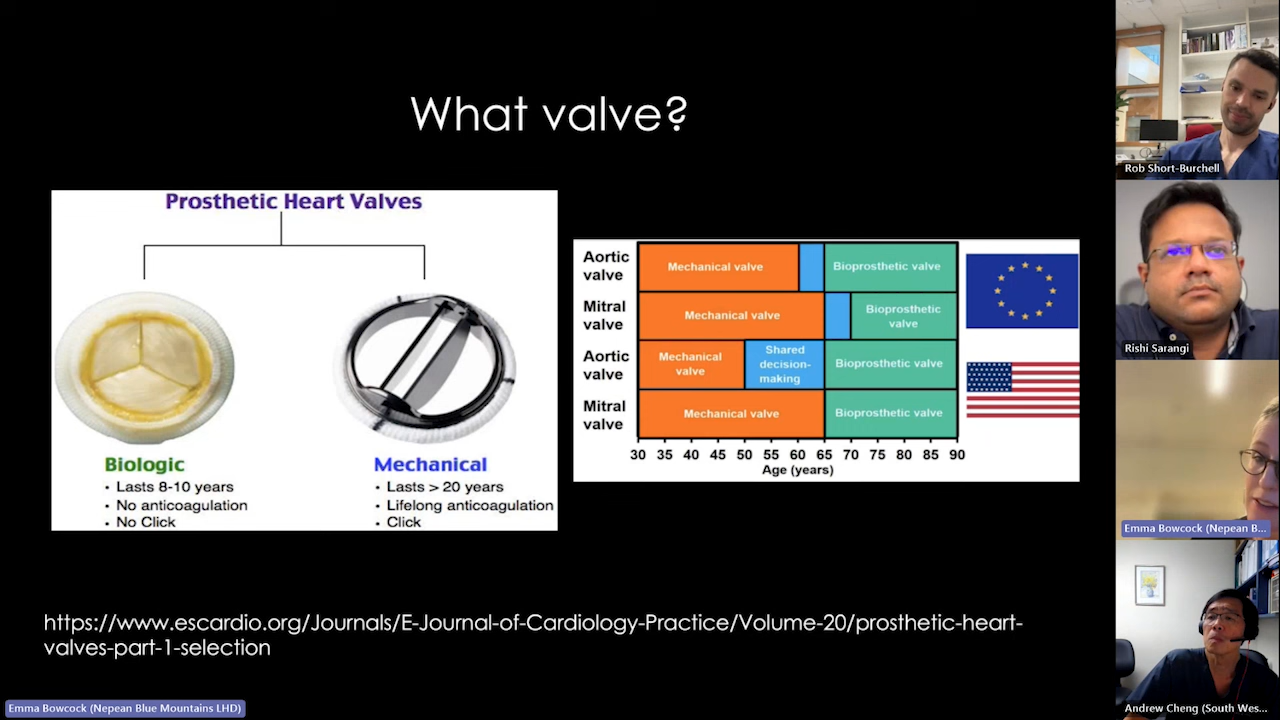 What valve?
Prosthetic Heart Valves
Biologic
• Lasts 8-10 years
• No anticoagulation
• No Click
Mechanical
• Lasts > 20 years
• Lifelong anticoagulation
• Click
Aortic
valve
Mechanical valve
Bioprosthetic valve
Mitral
valve
Mechanical valve
Bioprosthetic
valve
Aortic
valve
Mechanical
valve
Shared
decision-
making
Bioprosthetic valve
Mitral
valve
Mechanical valve
Bioprosthetic valve
30 35 40 45 50 55 60 65 70 75 80 85 90
Age (years)
https://www.escardio.org/Journals/E-Journal-of-Cardiology-Practice/Volume-20/prosthetic-heart-
valves-part-1-selection
Emma Bowcock (Nepean Blue Mountains LHD)
Rob Short-Burchell
Rishi Sarangi
Emma Bowcock (Nepean B...
Andrew Cheng (South Wes...